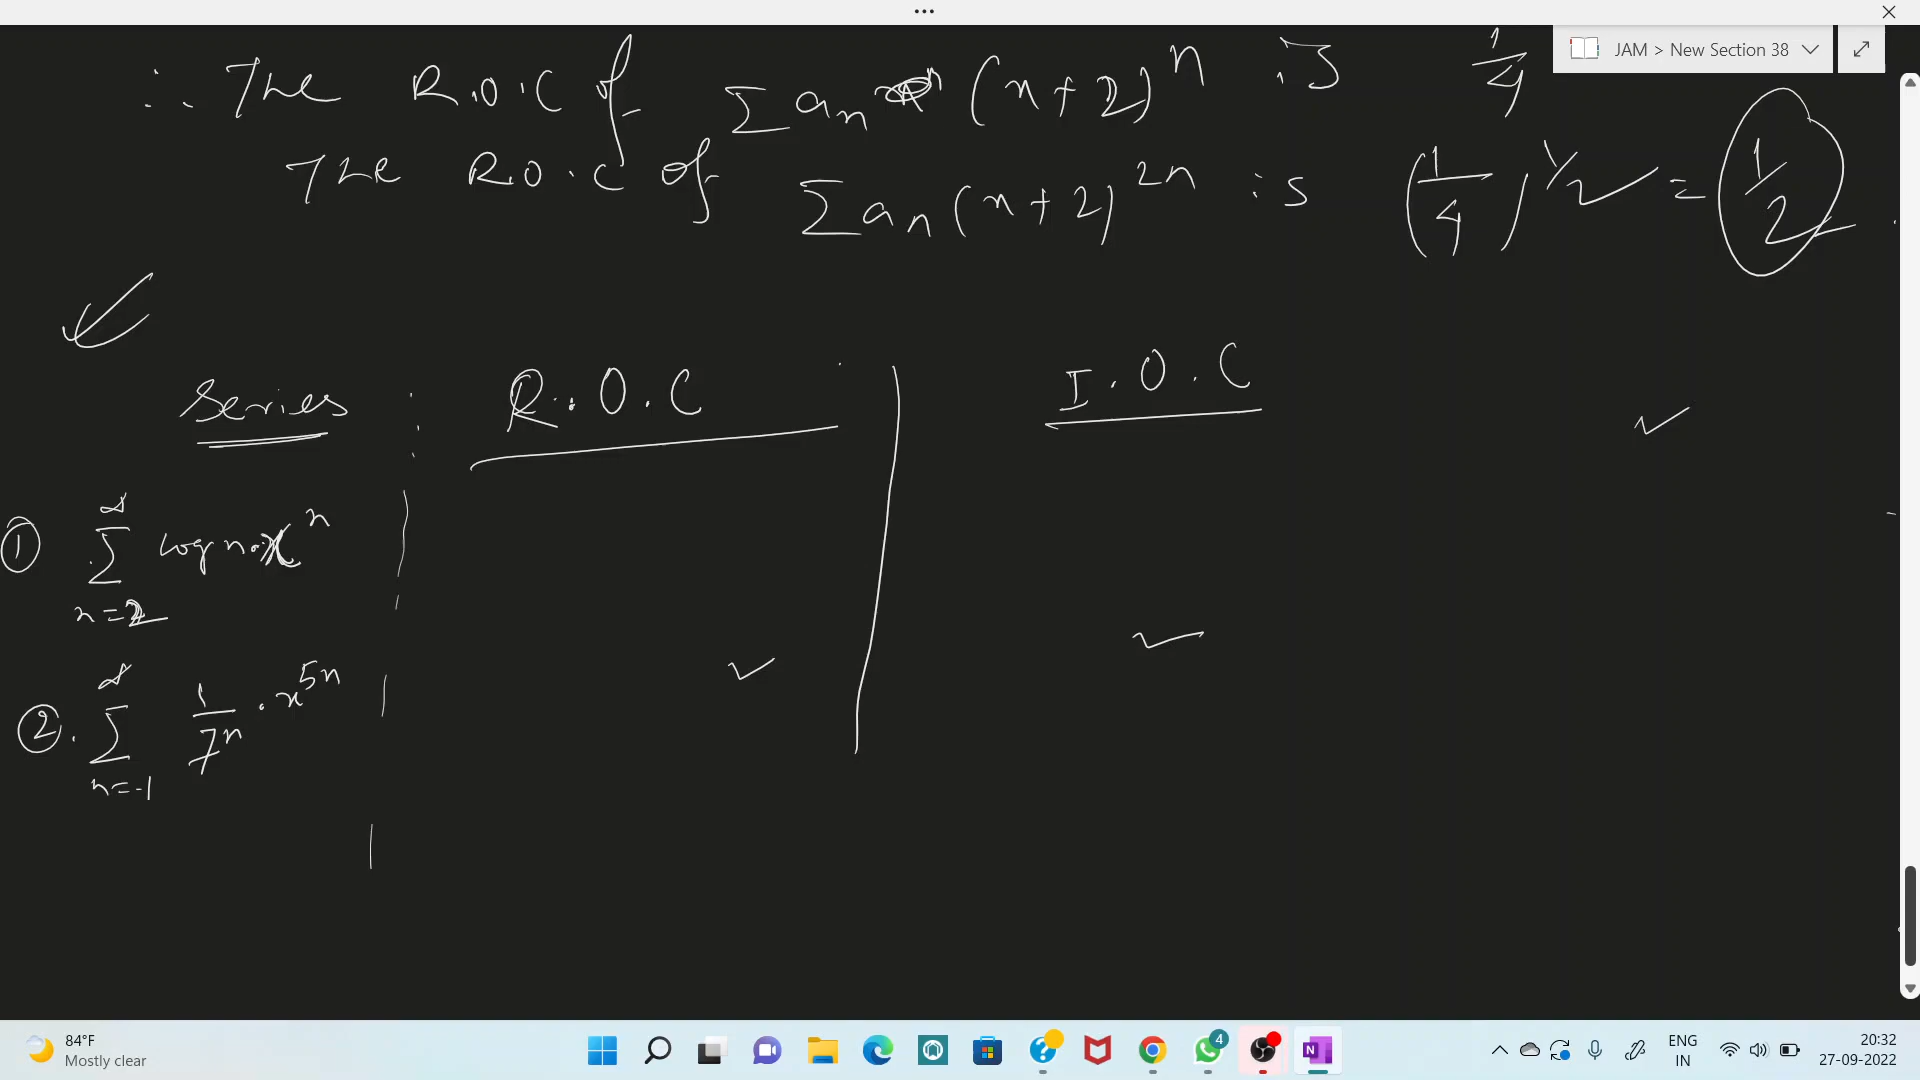 JAM > New Section 38
∴ The R.O.C of Σ aₙ (x+2)ⁿ is 1/4
The R.O.C of Σ aₙ (x+2)²ⁿ is (1/4)^1/2 = 1/2.
Series : R.O.C I.O.C
① ∞ Σ n=2 log n · xⁿ
② ∞ Σ n=-1 1/7ⁿ · x⁵ⁿ
84°F
Mostly clear
4
ENG
IN
20:32
27-09-2022